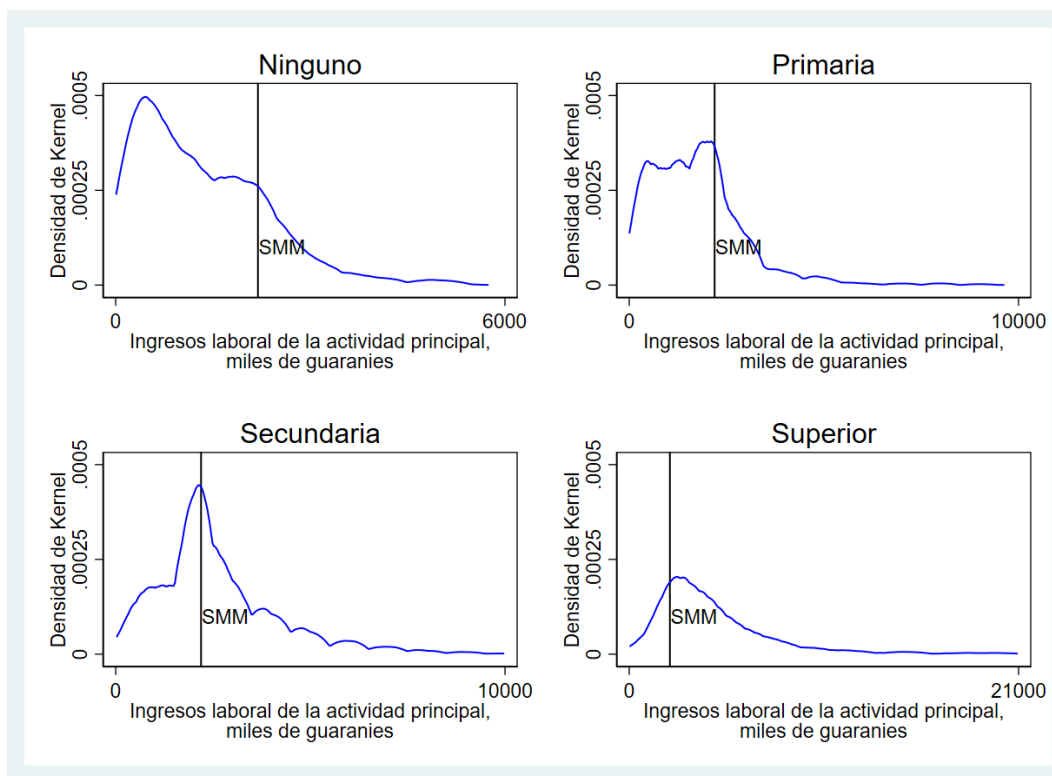 Ninguno
Densidad de Kernel
0 .00025 .0005
SMM
0 6000
Ingresos laboral de la actividad principal,
miles de guaranies
Primaria
Densidad de Kernel
0 .00025 .0005
SMM
0 10000
Ingresos laboral de la actividad principal,
miles de guaranies
Secundaria
Densidad de Kernel
0 .00025 .0005
SMM
0 10000
Ingresos laboral de la actividad principal,
miles de guaranies
Superior
Densidad de Kernel
0 .00025 .0005
SMM
0 21000
Ingresos laboral de la actividad principal,
miles de guaranies